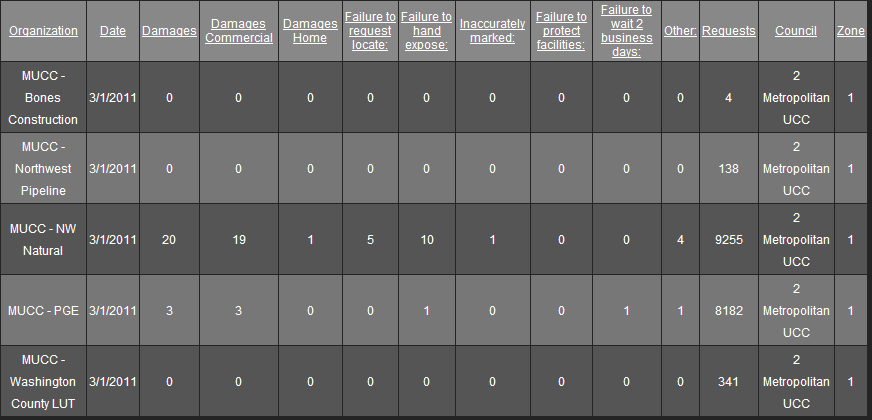 Organization Date Damages Damages Commercial Damages Home Failure to request locate: Failure to hand expose: Inaccurately marked: Failure to protect facilities: Failure to wait 2 business days: Other: Requests Council Zone
MUCC - Bones Construction 3/1/2011 0 0 0 0 0 0 0 0 0 4 2 Metropolitan UCC 1
MUCC - Northwest Pipeline 3/1/2011 0 0 0 0 0 0 0 0 0 138 2 Metropolitan UCC 1
MUCC - NW Natural 3/1/2011 20 19 1 5 10 1 0 0 4 9255 2 Metropolitan UCC 1
MUCC - PGE 3/1/2011 3 3 0 0 1 0 0 1 1 8182 2 Metropolitan UCC 1
MUCC - Washington County LUT 3/1/2011 0 0 0 0 0 0 0 0 0 341 2 Metropolitan UCC 1